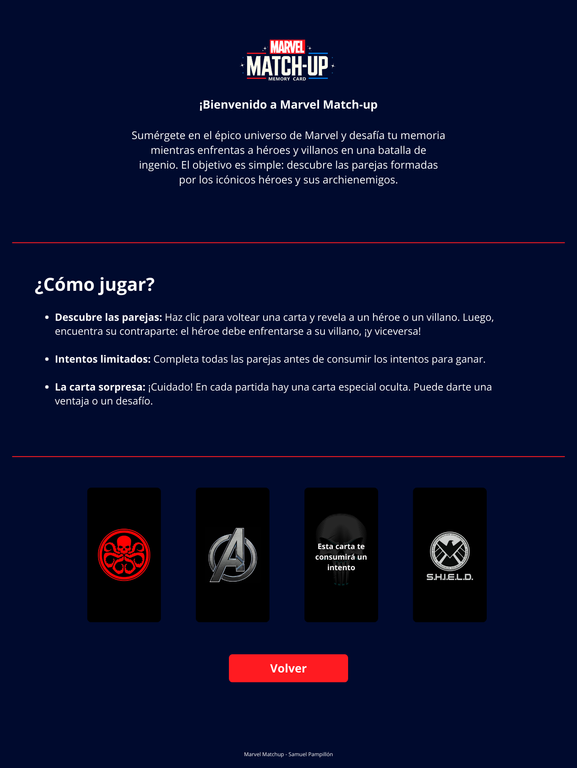 MARVEL
MATCH-UP
MEMORY CARD
¡Bienvenido a Marvel Match-up
Sumérgete en el épico universo de Marvel y desafía tu memoria
mientras enfrentas a héroes y villanos en una batalla de
ingenio. El objetivo es simple: descubre las parejas formadas
por los icónicos héroes y sus archienemigos.
¿Cómo jugar?
• Descubre las parejas: Haz clic para voltear una carta y revela a un héroe o un villano. Luego,
encuentra su contraparte: el héroe debe enfrentarse a su villano, ¡y viceversa!
• Intentos limitados: Completa todas las parejas antes de consumir los intentos para ganar.
• La carta sorpresa: ¡Cuidado! En cada partida hay una carta especial oculta. Puede darte una
ventaja o un desafío.
Esta carta te
consumirá un
intento
S.H.I.E.L.D.
Volver
Marvel Matchup - Samuel Pampillón